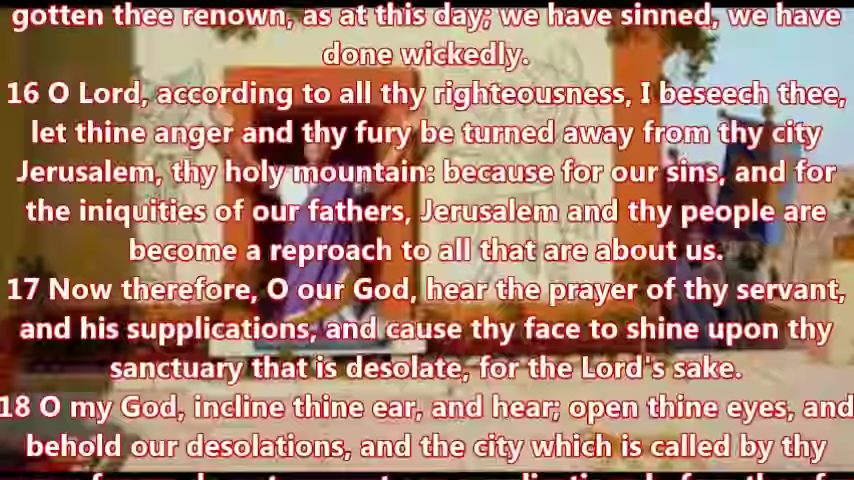 gotten thee renown, as at this day; we have sinned, we have
done wickedly.
16 O Lord, according to all thy righteousness, I beseech thee,
let thine anger and thy fury be turned away from thy city
Jerusalem, thy holy mountain: because for our sins, and for
the iniquities of our fathers, Jerusalem and thy people are
become a reproach to all that are about us.
17 Now therefore, O our God, hear the prayer of thy servant,
and his supplications, and cause thy face to shine upon thy
sanctuary that is desolate, for the Lord's sake.
18 O my God, incline thine ear, and hear; open thine eyes, and
behold our desolations, and the city which is called by thy